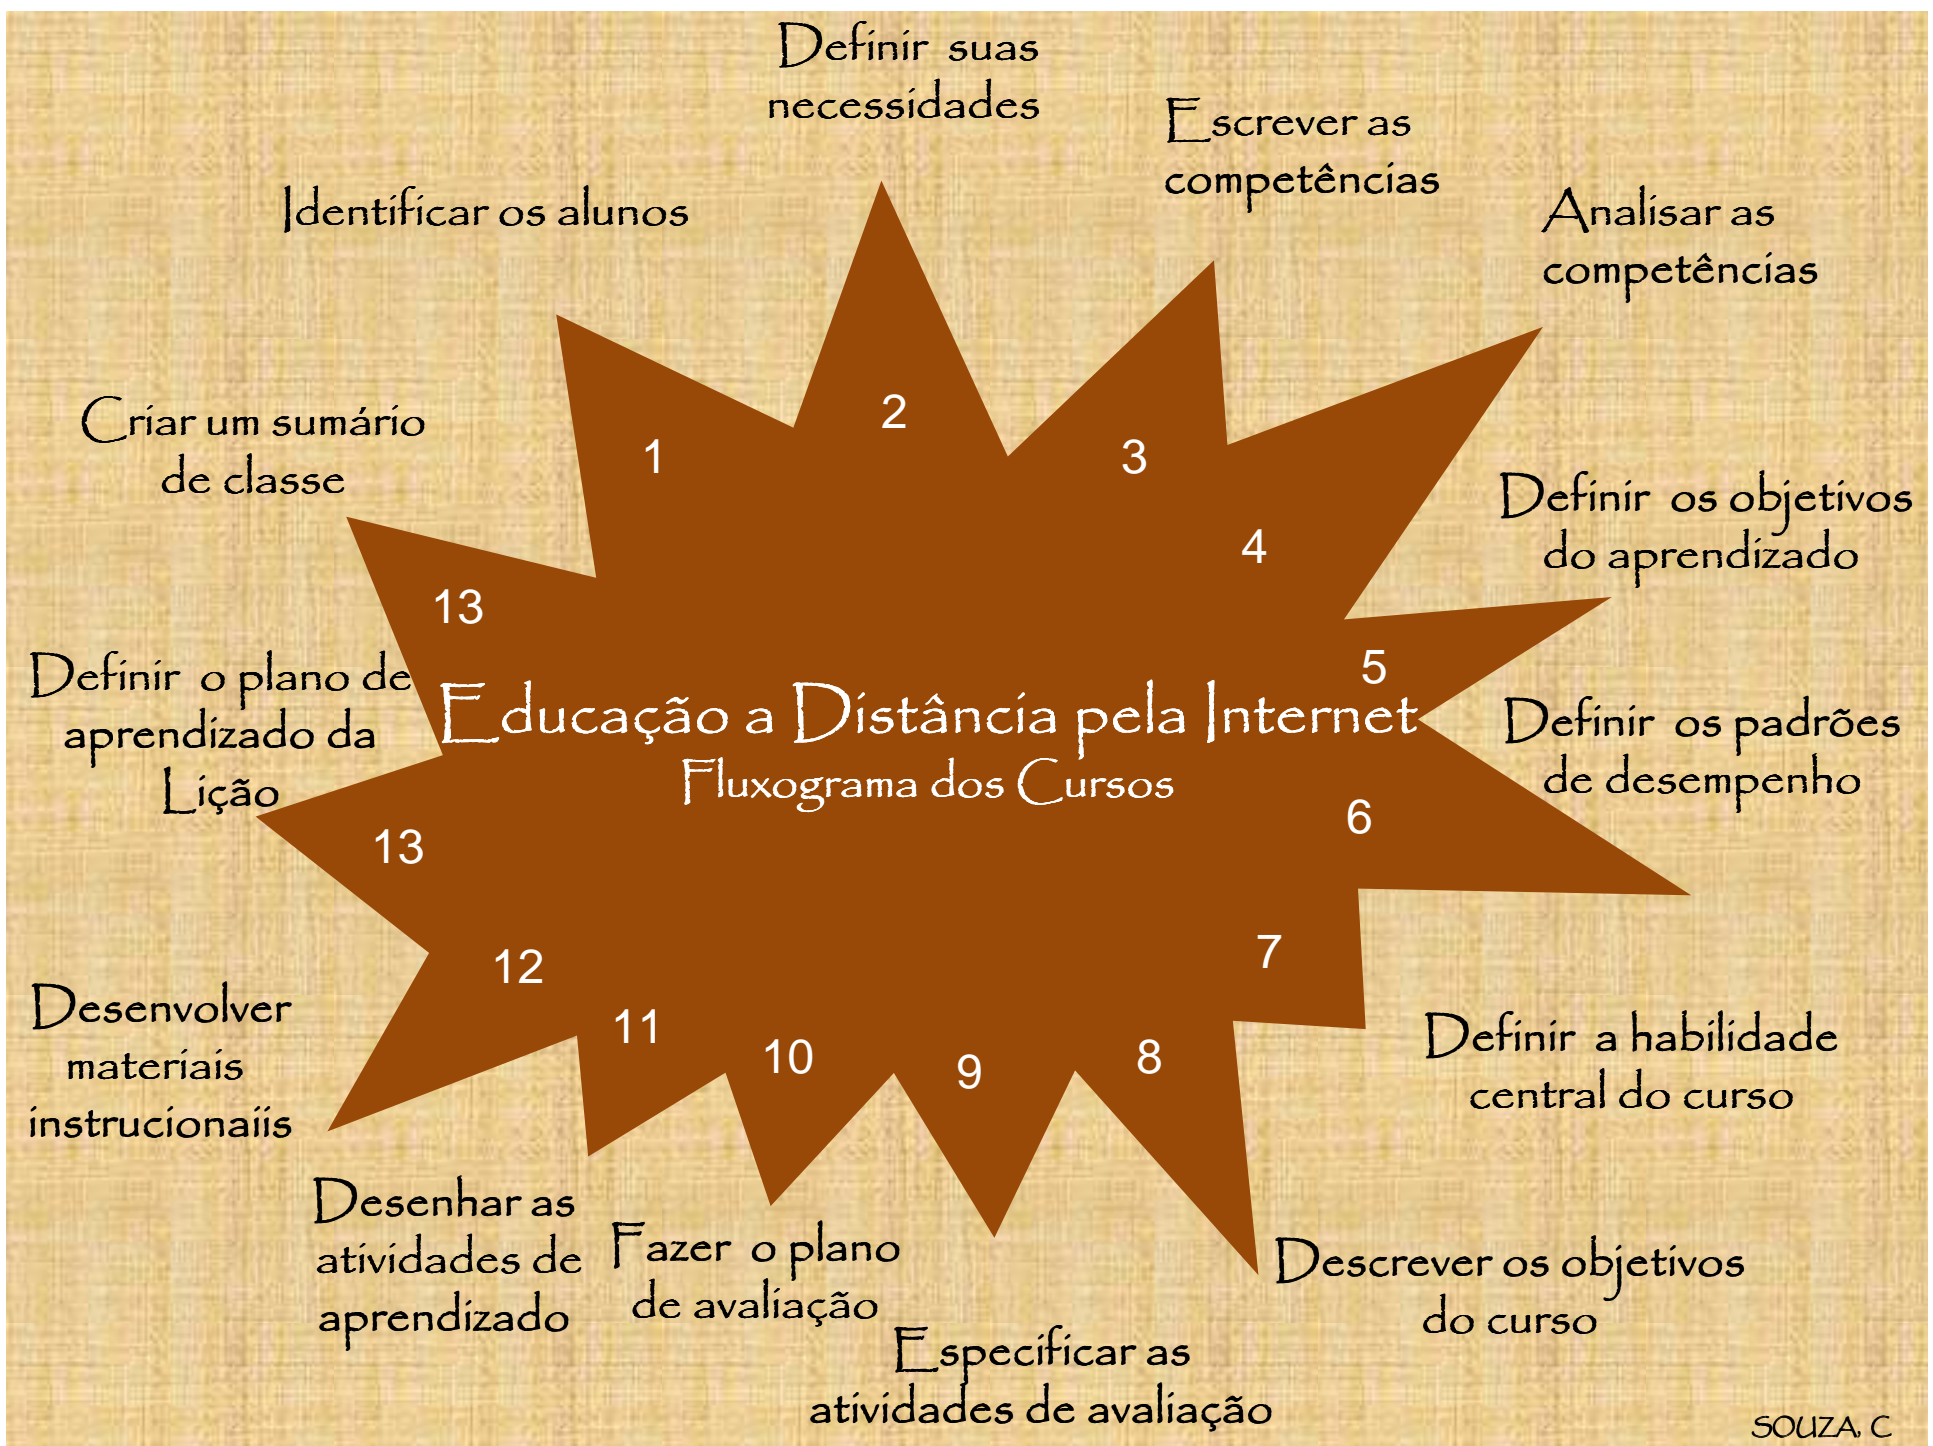 Definir suas
necessidades
Escrever as
competências
Identificar os alunos
Analisar as
competências
Criar um sumário
de classe
2
1
3
Definir os objetivos
do aprendizado
4
13
Definir o plano de
aprendizado da
Lição
5
Educação a Distância pela Internet
Fluxograma dos Cursos
Definir os padrões
de desempenho
6
13
7
12
Desenvolver
materiais
instrucionaiis
11
10
9
8
Definir a habilidade
central do curso
Desenhar as
atividades de
aprendizado
Fazer o plano
de avaliação
Descrever os objetivos
do curso
Especificar as
atividades de avaliação
SOUZA, C